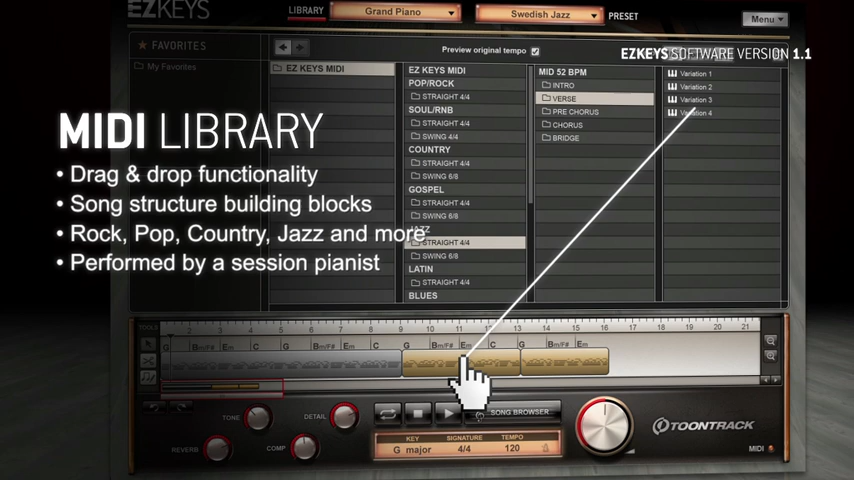 EZKEYS
LIBRARY
Grand Piano
Swedish Jazz
PRESET
Menu
FAVORITES
My Favorites
Preview original tempo
EZKEYS SOFTWARE VERSION 1.1
EZ KEYS MIDI
EZ KEYS MIDI
POP/ROCK
STRAIGHT 4/4
SOUL/RNB
STRAIGHT 4/4
SWING 4/4
COUNTRY
STRAIGHT 4/4
SWING 6/8
GOSPEL
STRAIGHT 4/4
SWING 6/8
JAZZ
STRAIGHT 4/4
SWING 6/8
LATIN
STRAIGHT 4/4
BLUES
MID 52 BPM
INTRO
VERSE
PRE CHORUS
CHORUS
BRIDGE
Variation 1
Variation 2
Variation 3
Variation 4
MIDI LIBRARY
• Drag & drop functionality
• Song structure building blocks
• Rock, Pop, Country, Jazz and more
• Performed by a session pianist
TOOLS
2 3 4 5 6 7 8 9 10 11 12 13 14 15 16 17 18 19 20 21
G Bm/F# Em C G Bm/F# Em C G Bm/F# Em C G Bm/F# Em
TONE
DETAIL
REVERB
COMP
SONG BROWSER
KEY SIGNATURE TEMPO
G major 4/4 120
TOONTRACK
MIDI